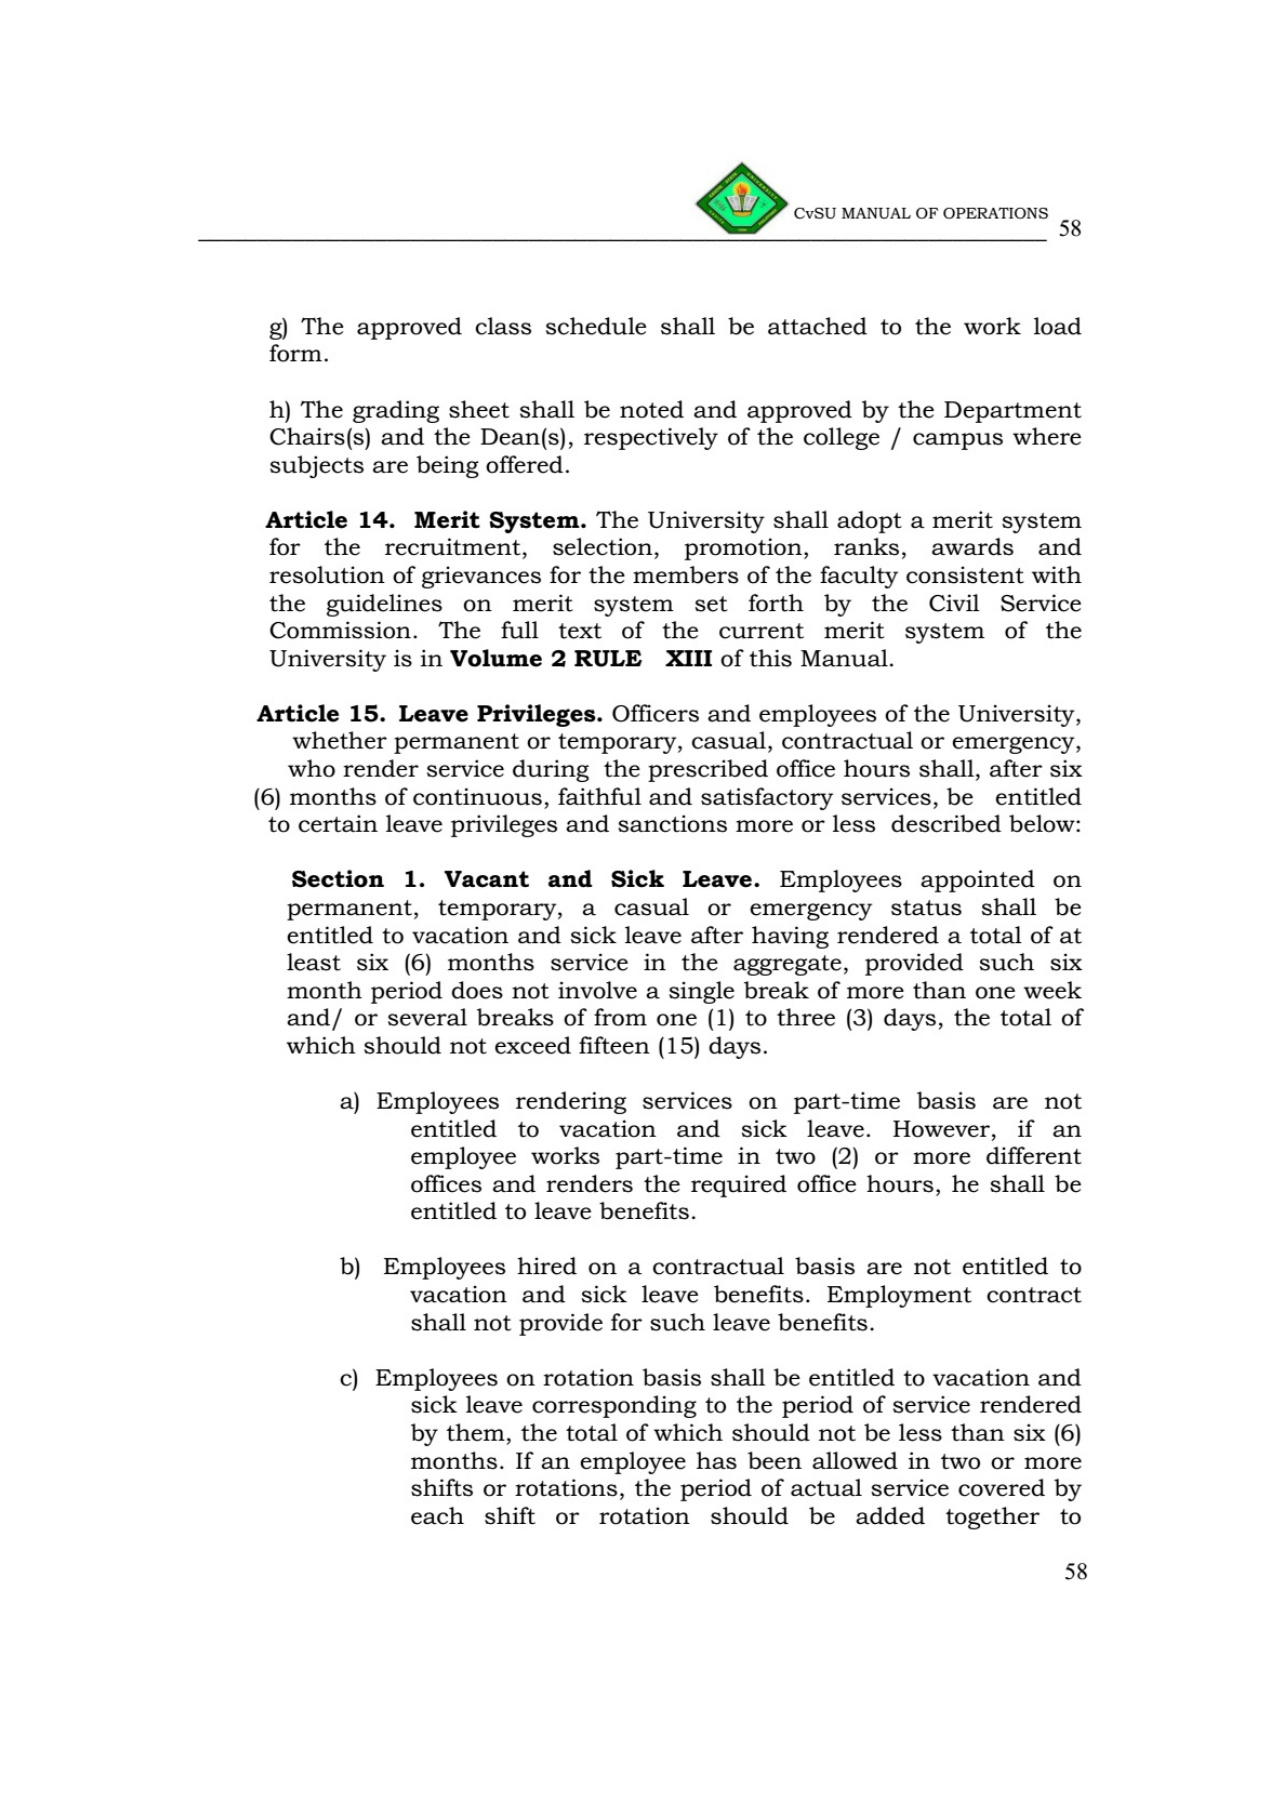 CvSU MANUAL OF OPERATIONS
58
g) The approved class schedule shall be attached to the work load
form.
h) The grading sheet shall be noted and approved by the Department
Chairs(s) and the Dean(s), respectively of the college / campus where
subjects are being offered.
Article 14. Merit System. The University shall adopt a merit system
for the recruitment, selection, promotion, ranks, awards and
resolution of grievances for the members of the faculty consistent with
the guidelines on merit system set forth by the Civil Service
Commission. The full text of the current merit system of the
University is in Volume 2 RULE XIII of this Manual.
Article 15. Leave Privileges. Officers and employees of the University,
whether permanent or temporary, casual, contractual or emergency,
who render service during the prescribed office hours shall, after six
(6) months of continuous, faithful and satisfactory services, be entitled
to certain leave privileges and sanctions more or less described below:
Section 1. Vacant and Sick Leave. Employees appointed on
permanent, temporary, a casual or emergency status shall be
entitled to vacation and sick leave after having rendered a total of at
least six (6) months service in the aggregate, provided such six
month period does not involve a single break of more than one week
and/ or several breaks of from one (1) to three (3) days, the total of
which should not exceed fifteen (15) days.
a) Employees rendering services on part-time basis are not
entitled to vacation and sick leave. However, if an
employee works part-time in two (2) or more different
offices and renders the required office hours, he shall be
entitled to leave benefits.
b) Employees hired on a contractual basis are not entitled to
vacation and sick leave benefits. Employment contract
shall not provide for such leave benefits.
c) Employees on rotation basis shall be entitled to vacation and
sick leave corresponding to the period of service rendered
by them, the total of which should not be less than six (6)
months. If an employee has been allowed in two or more
shifts or rotations, the period of actual service covered by
each shift or rotation should be added together to
58